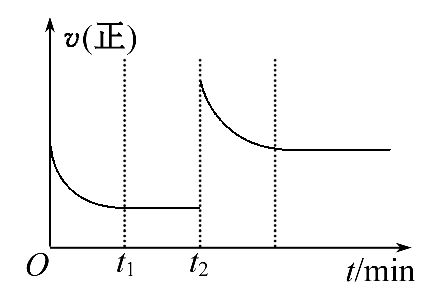 v(正)
O
t1
t2
t/min